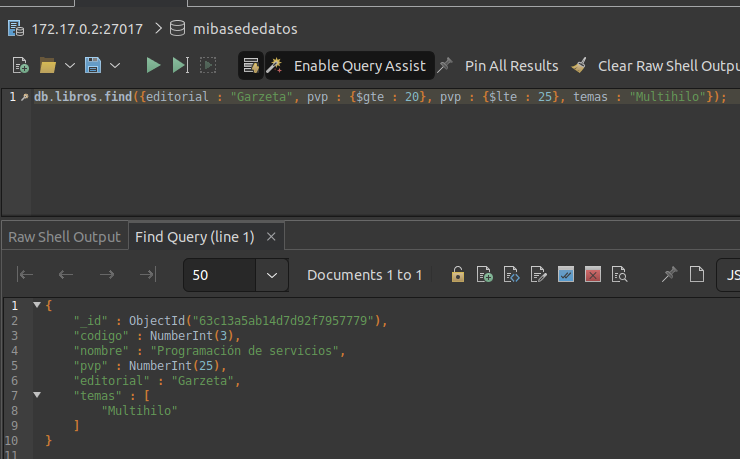 172.17.0.2:27017 > mibasededatos
Enable Query Assist Pin All Results Clear Raw Shell Outpu
1 db.libros.find({editorial : "Garzeta", pvp : {$gte : 20}, pvp : {$lte : 25}, temas : "Multihilo"});
Raw Shell Output Find Query (line 1) ×
50 Documents 1 to 1 JS
1 {
2 "_id" : ObjectId("63c13a5ab14d7d92f7957779"),
3 "codigo" : NumberInt(3),
4 "nombre" : "Programación de servicios",
5 "pvp" : NumberInt(25),
6 "editorial" : "Garzeta",
7 "temas" : [
8 "Multihilo"
9 ]
10 }
11